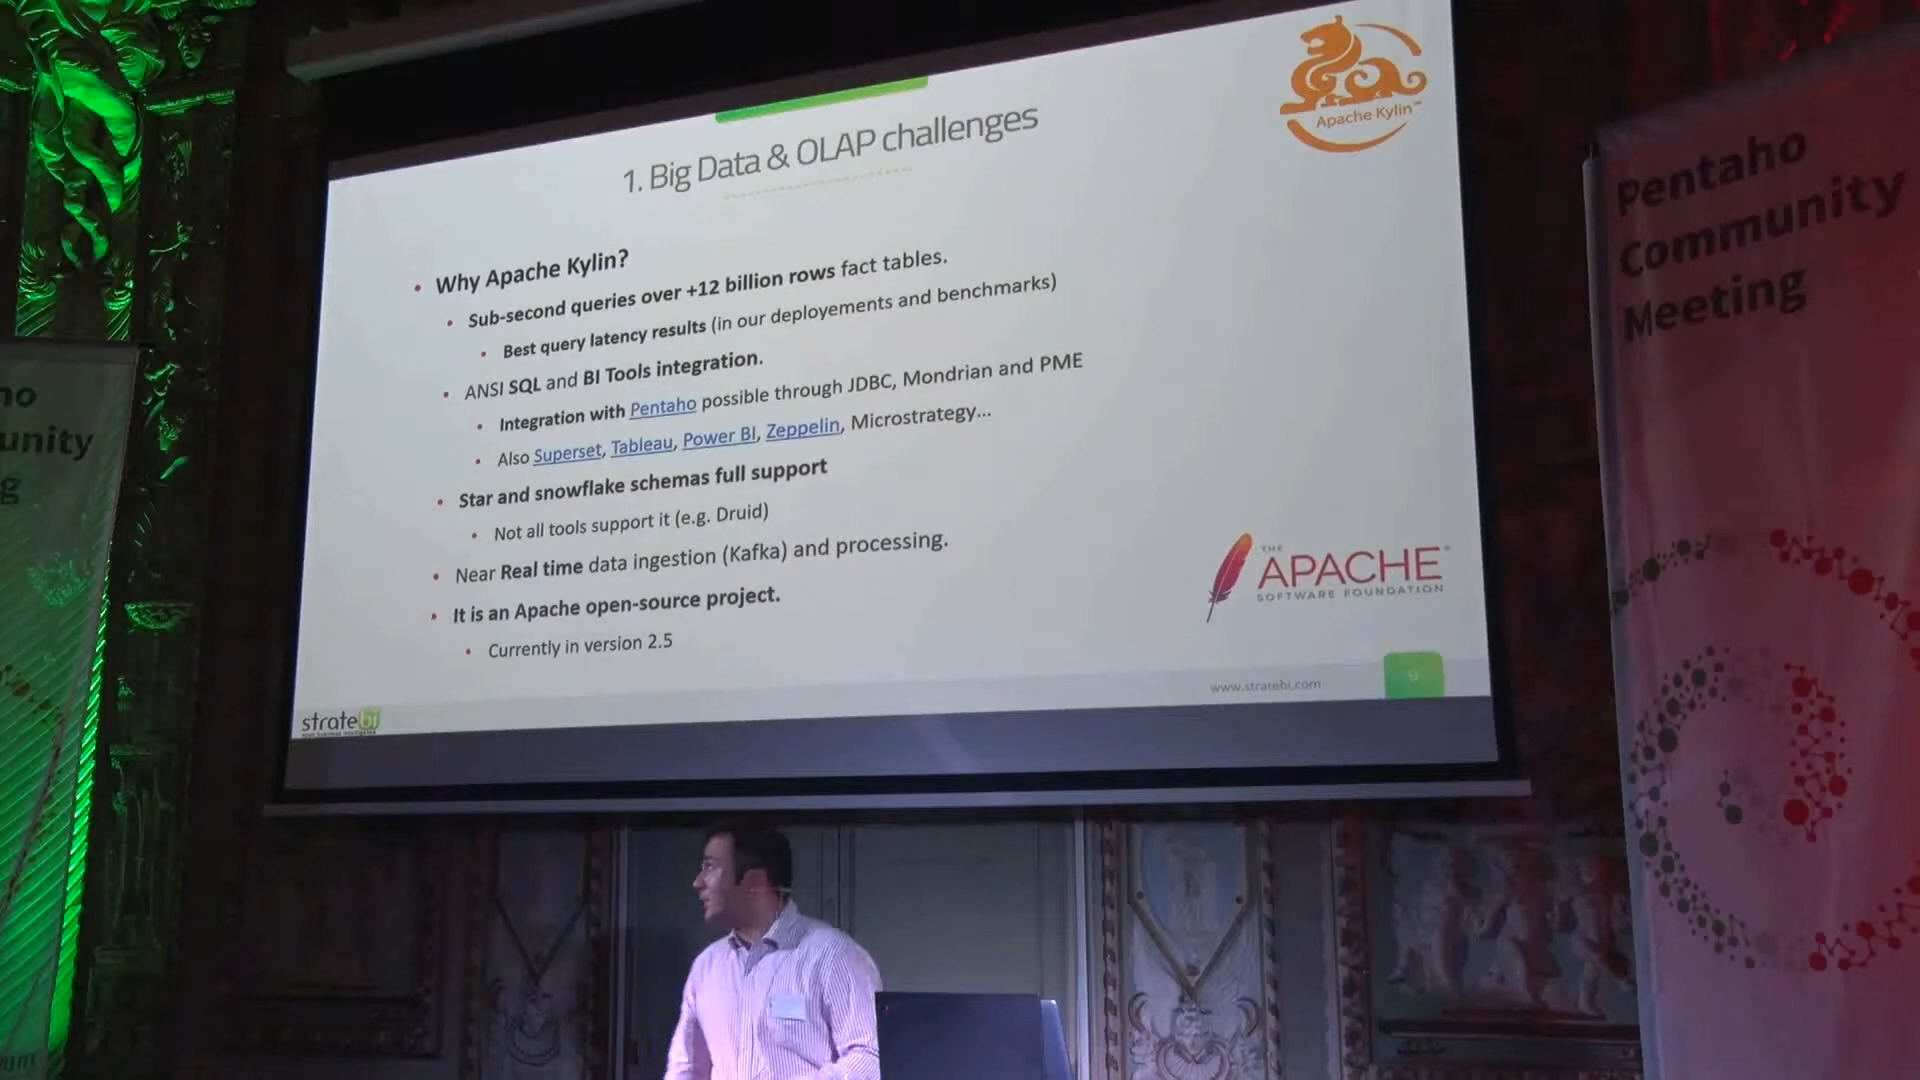 1. Big Data & OLAP challenges
Apache Kylin™
• Why Apache Kylin?
• Sub-second queries over +12 billion rows fact tables.
• Best query latency results (in our deployements and benchmarks)
• ANSI SQL and BI Tools integration.
• Integration with Pentaho possible through JDBC, Mondrian and PME
• Also Superset, Tableau, Power BI, Zeppelin, Microstrategy...
• Star and snowflake schemas full support
• Not all tools support it (e.g. Druid)
• Near Real time data ingestion (Kafka) and processing.
• It is an Apache open-source project.
• Currently in version 2.5
THE
APACHE®
SOFTWARE FOUNDATION
www.stratebi.com
9
stratebi
Pentaho
Community
Meeting
ho
unity
g